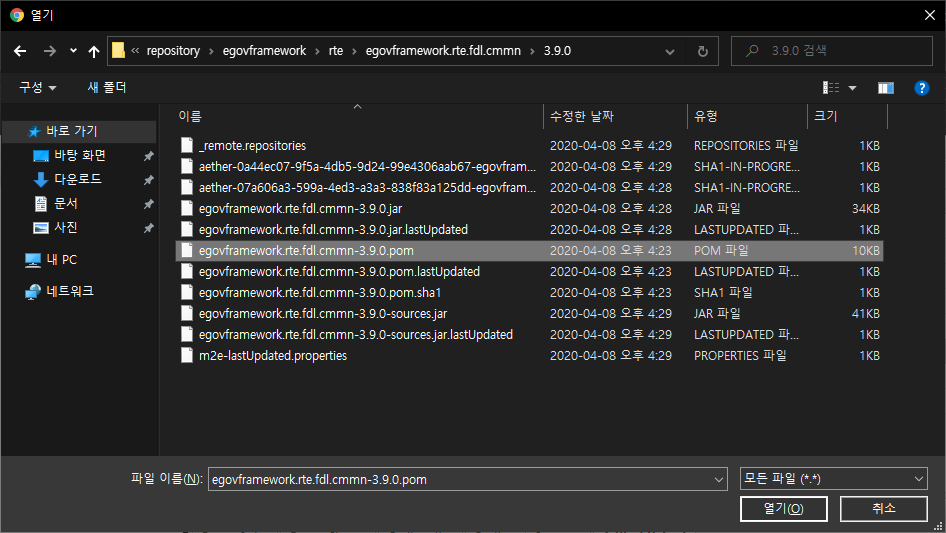 열기
« repository › egovframework › rte › egovframework.rte.fdl.cmmn › 3.9.0
3.9.0 검색
구성
새 폴더
이름 수정한 날짜 유형 크기
바로 가기
바탕 화면
다운로드
문서
사진
내 PC
네트워크
_remote.repositories 2020-04-08 오후 4:29 REPOSITORIES 파일 1KB
aether-0a44ec07-9f5a-4db5-9d24-99e4306aab67-egovfram... 2020-04-08 오후 4:29 SHA1-IN-PROGRE... 1KB
aether-07a606a3-599a-4ed3-a3a3-838f83a125dd-egovfram... 2020-04-08 오후 4:29 SHA1-IN-PROGRE... 1KB
egovframework.rte.fdl.cmmn-3.9.0.jar 2020-04-08 오후 4:28 JAR 파일 34KB
egovframework.rte.fdl.cmmn-3.9.0.jar.lastUpdated 2020-04-08 오후 4:28 LASTUPDATED 파... 1KB
egovframework.rte.fdl.cmmn-3.9.0.pom 2020-04-08 오후 4:23 POM 파일 10KB
egovframework.rte.fdl.cmmn-3.9.0.pom.lastUpdated 2020-04-08 오후 4:23 LASTUPDATED 파... 1KB
egovframework.rte.fdl.cmmn-3.9.0.pom.sha1 2020-04-08 오후 4:23 SHA1 파일 1KB
egovframework.rte.fdl.cmmn-3.9.0-sources.jar 2020-04-08 오후 4:29 JAR 파일 41KB
egovframework.rte.fdl.cmmn-3.9.0-sources.jar.lastUpdated 2020-04-08 오후 4:29 LASTUPDATED 파... 1KB
m2e-lastUpdated.properties 2020-04-08 오후 4:29 PROPERTIES 파일 1KB
파일 이름(N): egovframework.rte.fdl.cmmn-3.9.0.pom
모든 파일 (*.*)
열기(O)
취소